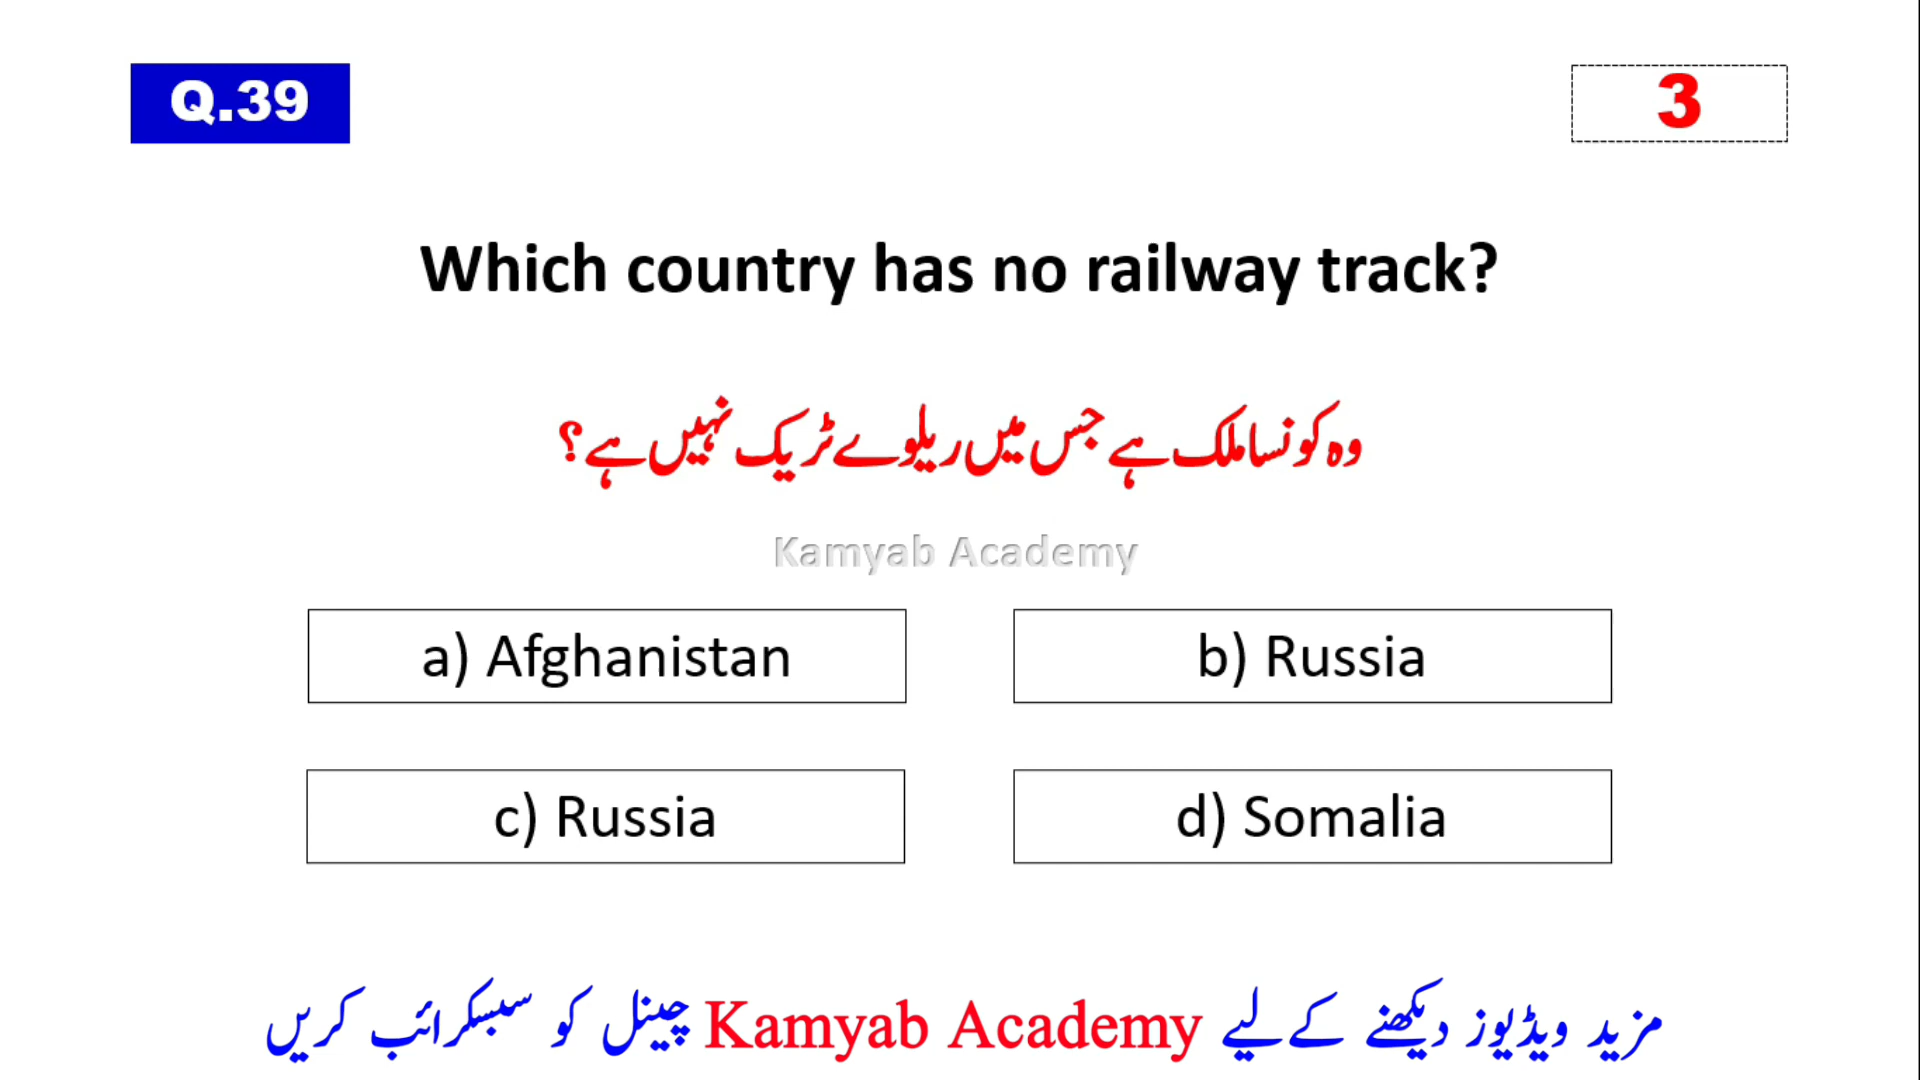 Q.39
3
Which country has no railway track?
وہ کونسا ملک ہے جس میں ریلوے ٹریک نہیں ہے؟
Kamyab Academy
a) Afghanistan
b) Russia
c) Russia
d) Somalia
مزید ویڈیوز دیکھنے کے لیے Kamyab Academy چینل کو سبسکرائب کریں